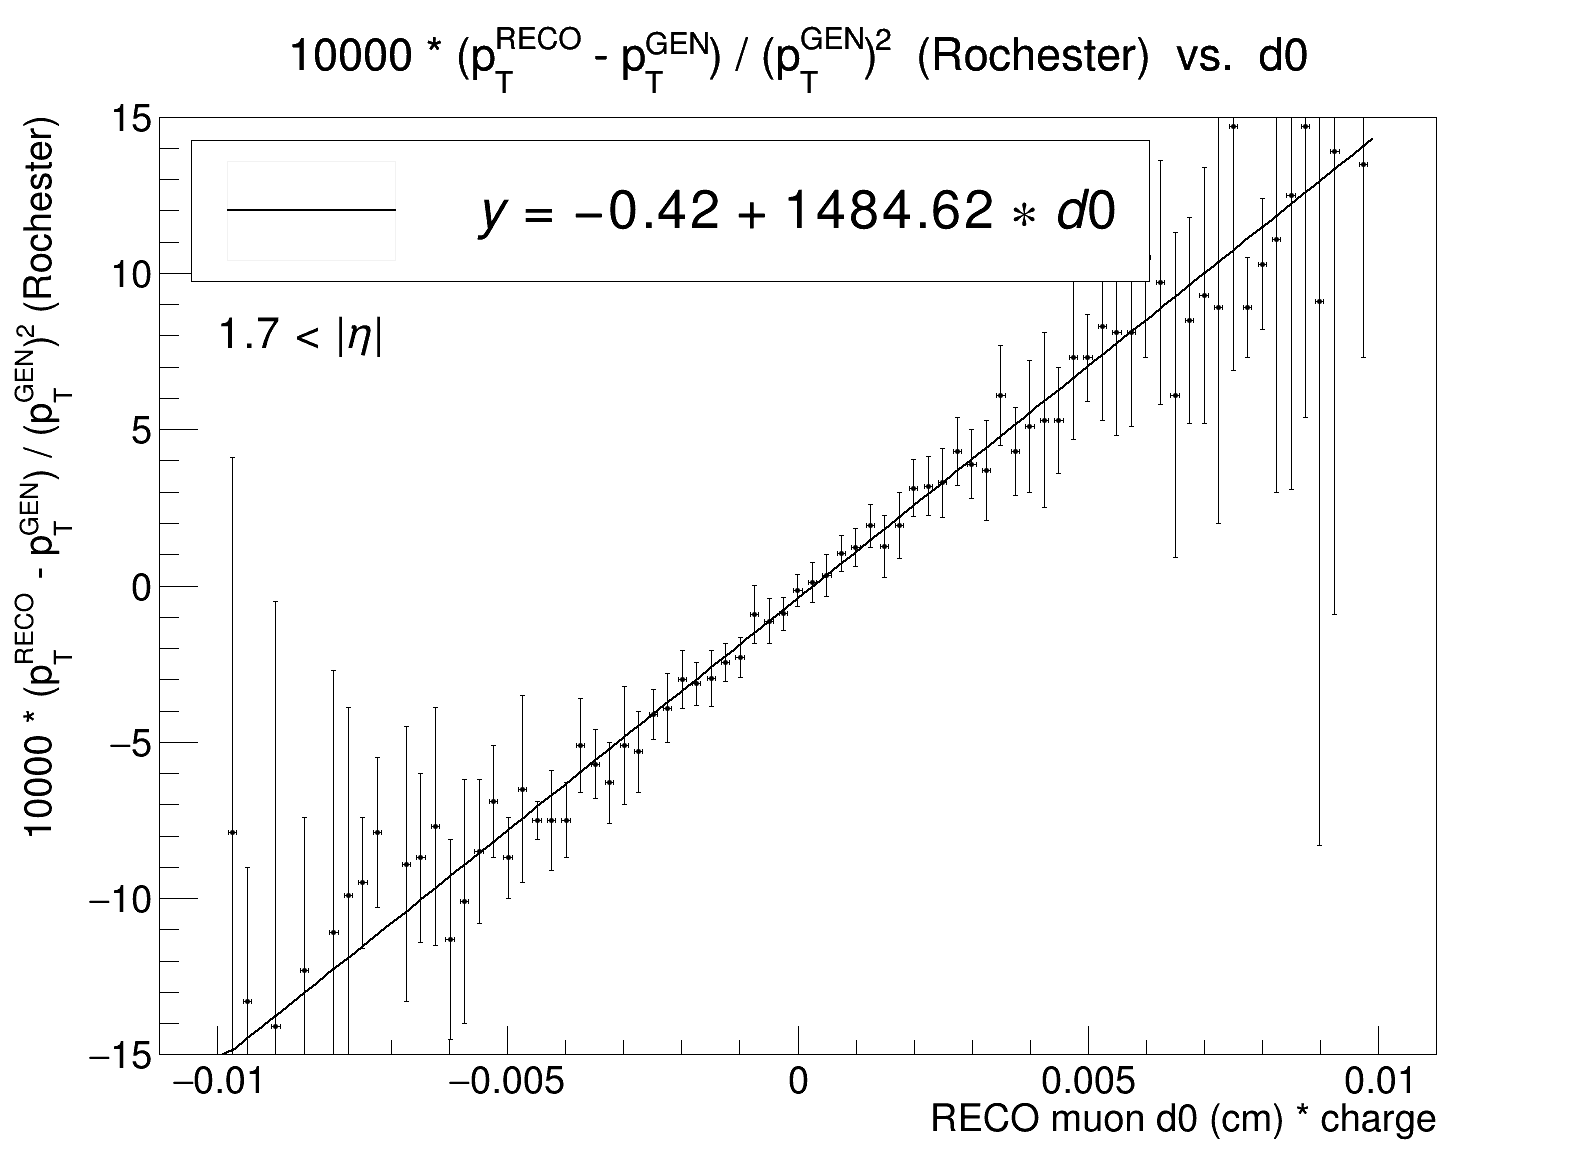 10000 * (p_T^RECO - p_T^GEN) / (p_T^GEN)^2 (Rochester) vs. d0
10000 * (p_T^RECO - p_T^GEN) / (p_T^GEN)^2 (Rochester)
15
10
5
0
−5
−10
−15
y = −0.42 + 1484.62 ∗ d0
1.7 < |η|
−0.01
−0.005
0
0.005
0.01
RECO muon d0 (cm) * charge